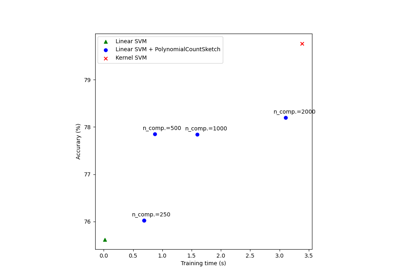 Linear SVM
Linear SVM + PolynomialCountSketch
Kernel SVM
79
78
77
76
Accurary (%)
n_comp.=2000
n_comp.=500
n_comp.=1000
n_comp.=250
0.0
0.5
1.0
1.5
2.0
2.5
3.0
3.5
Training time (s)